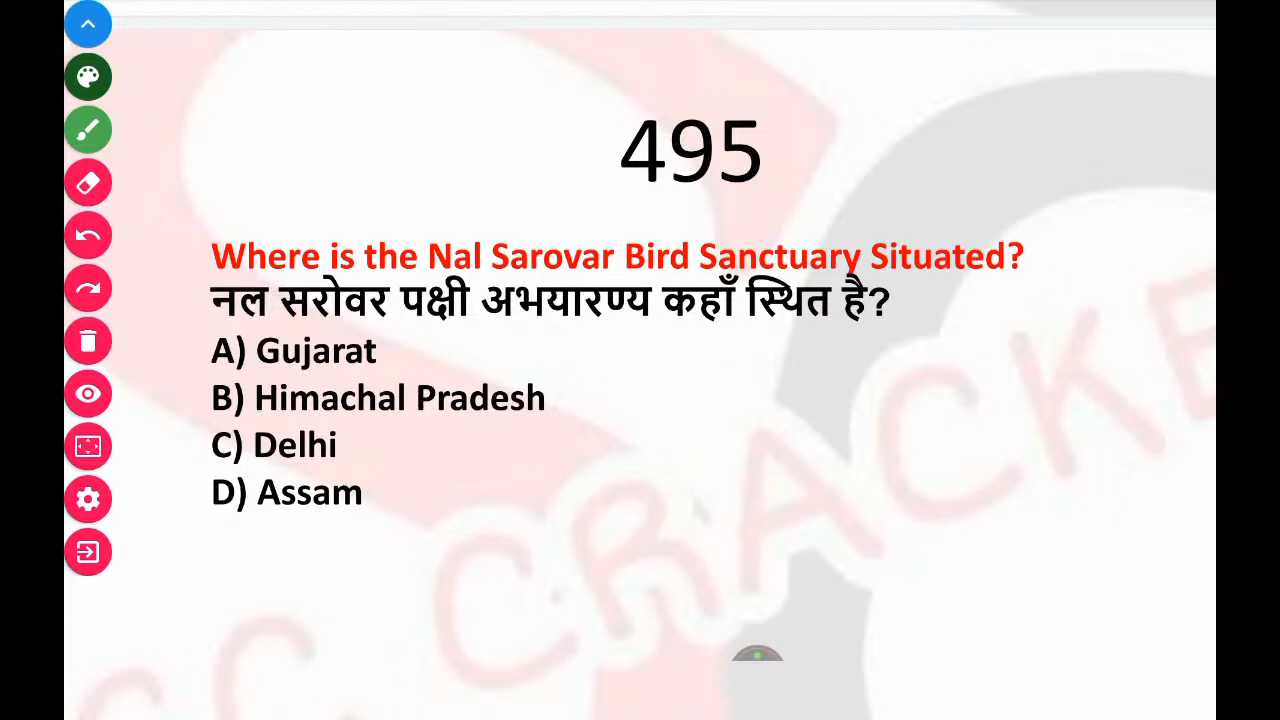 495
Where is the Nal Sarovar Bird Sanctuary Situated?
नल सरोवर पक्षी अभयारण्य कहाँ स्थित है?
A) Gujarat
B) Himachal Pradesh
C) Delhi
D) Assam